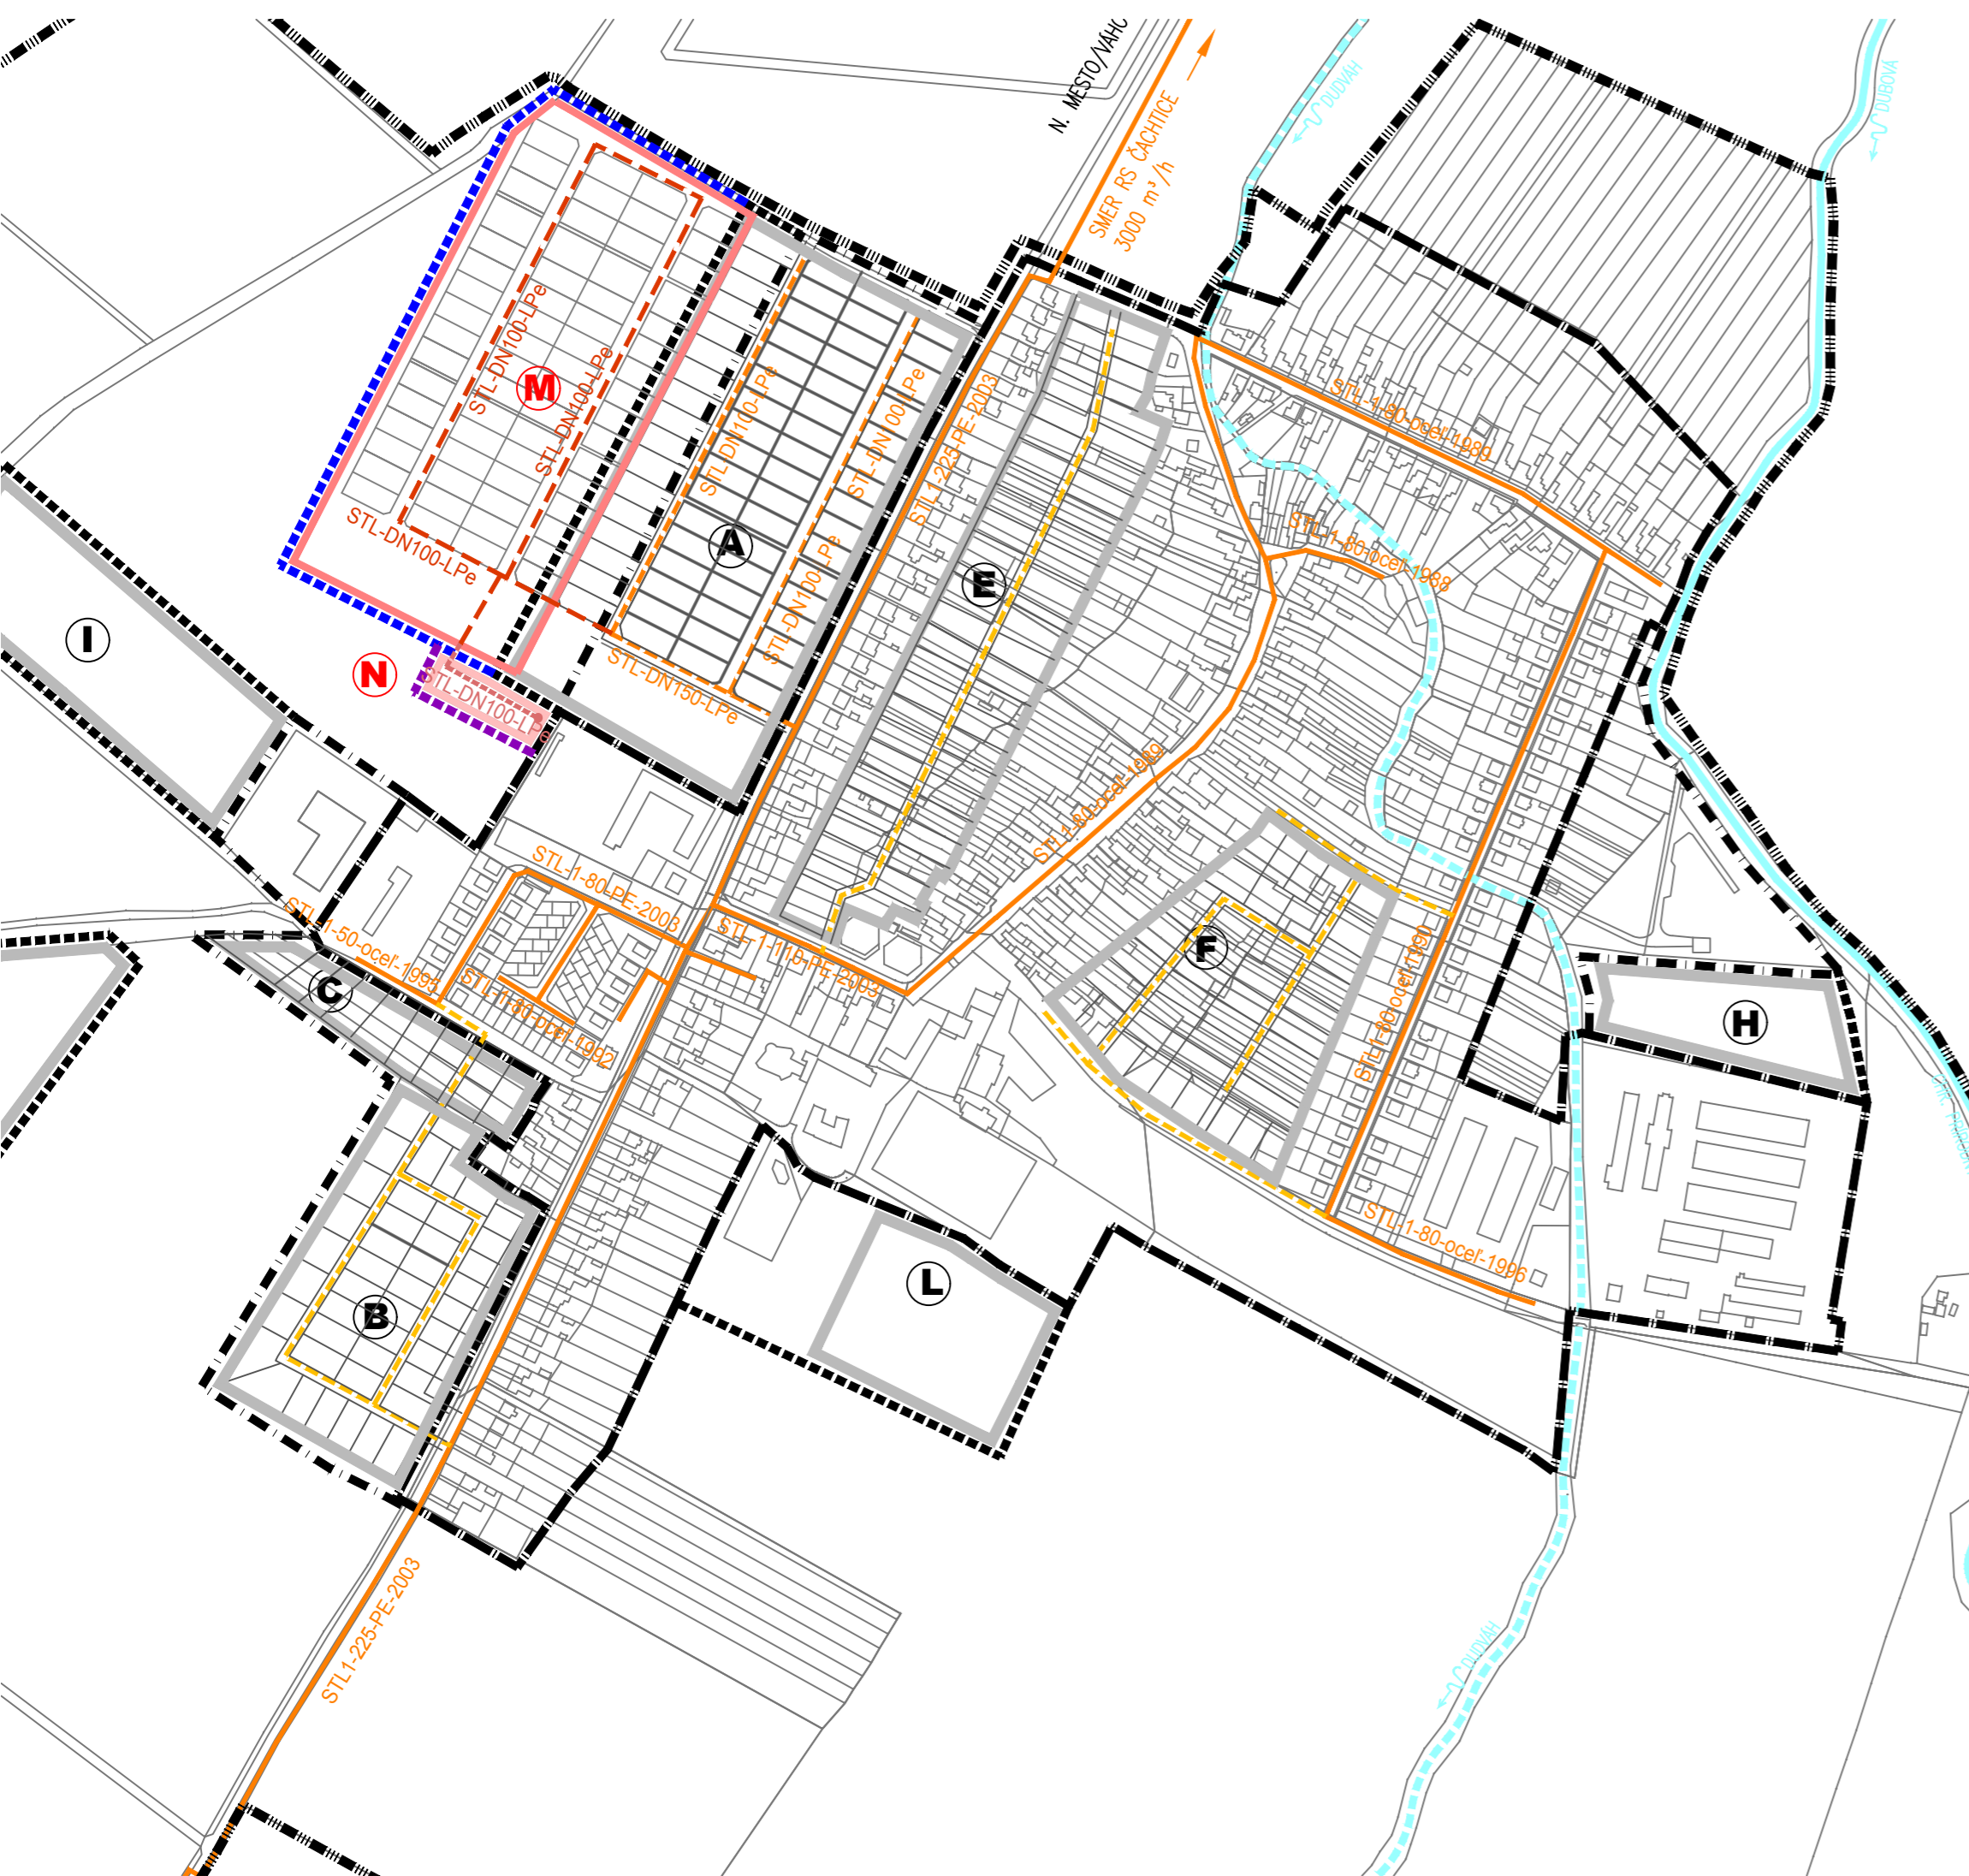 N. MESTO/VÁHO
SMER RS ČACHTICE
3000 m³/h
DUDVÁH
DUBOVÁ
STL-DN100-LPe
STL-DN100-LPe
M
STL-DN100-LPe
STL-DN100-LPe
N
STL-DN100-LPe
I
STL-DN100-LPe
STL-DN100-LPe
STL-DN100-LPe
A
STL-DN150-LPe
STL1-225-PE-2003
E
STL-1-80-oceľ-1989
STL-1-80-oceľ-1988
STL-1-80-oceľ-1989
STL-1-80-PE-2003
STL-1-110-PE-2003
STL-1-50-oceľ-1995
STL-1-80-oceľ-1992
C
F
STL-1-80-oceľ-1990
H
STL-1-80-oceľ-1996
L
B
STL1-225-PE-2003
DUDVÁH